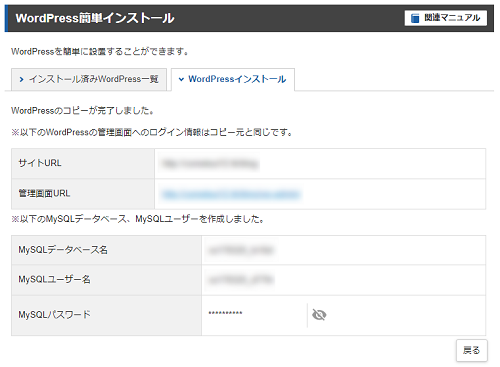 WordPress簡単インストール
関連マニュアル
WordPressを簡単に設置することができます。
インストール済みWordPress一覧
WordPressインストール
WordPressのコピーが完了しました。
※以下のWordPressの管理画面へのログイン情報はコピー元と同じです。
サイトURL
管理画面URL
※以下のMySQLデータベース、MySQLユーザーを作成しました。
MySQLデータベース名
MySQLユーザー名
MySQLパスワード **********
戻る